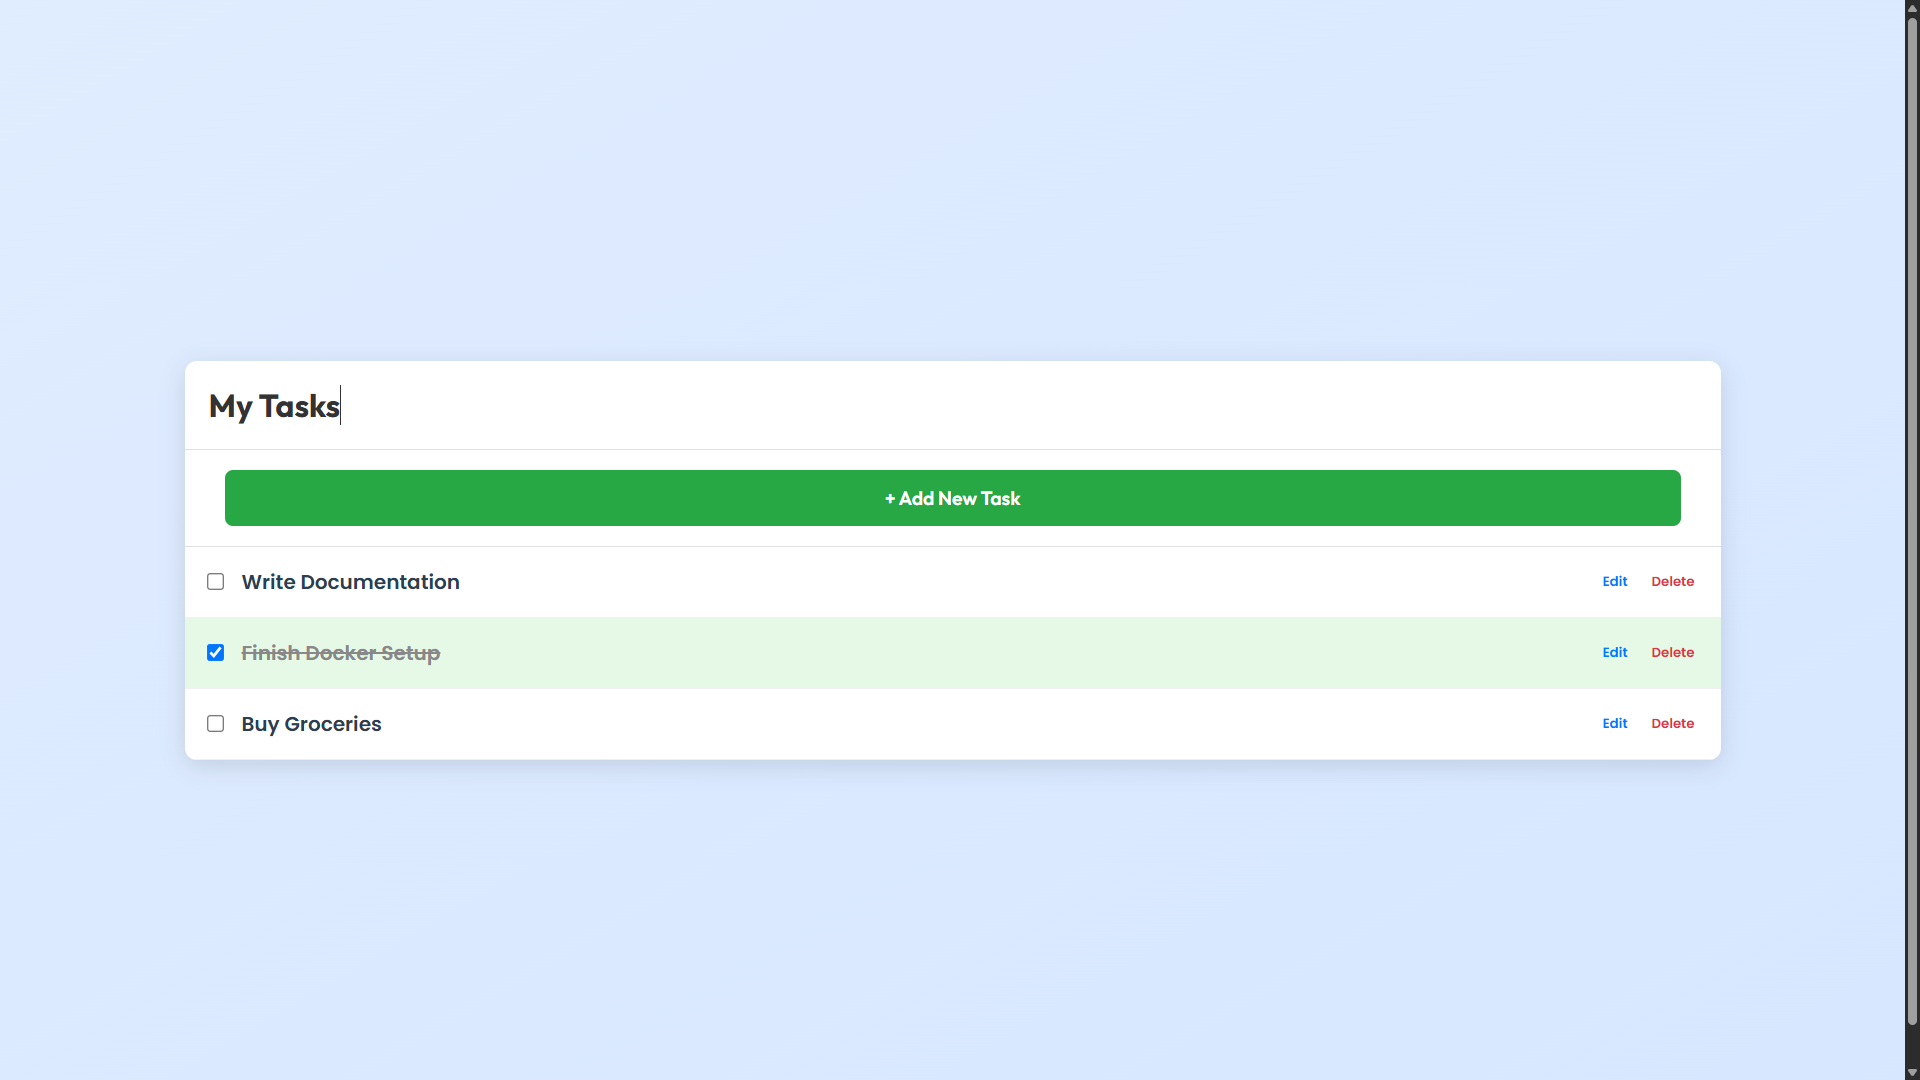 My Tasks
+ Add New Task
Write Documentation Edit Delete
Finish Docker Setup Edit Delete
Buy Groceries Edit Delete